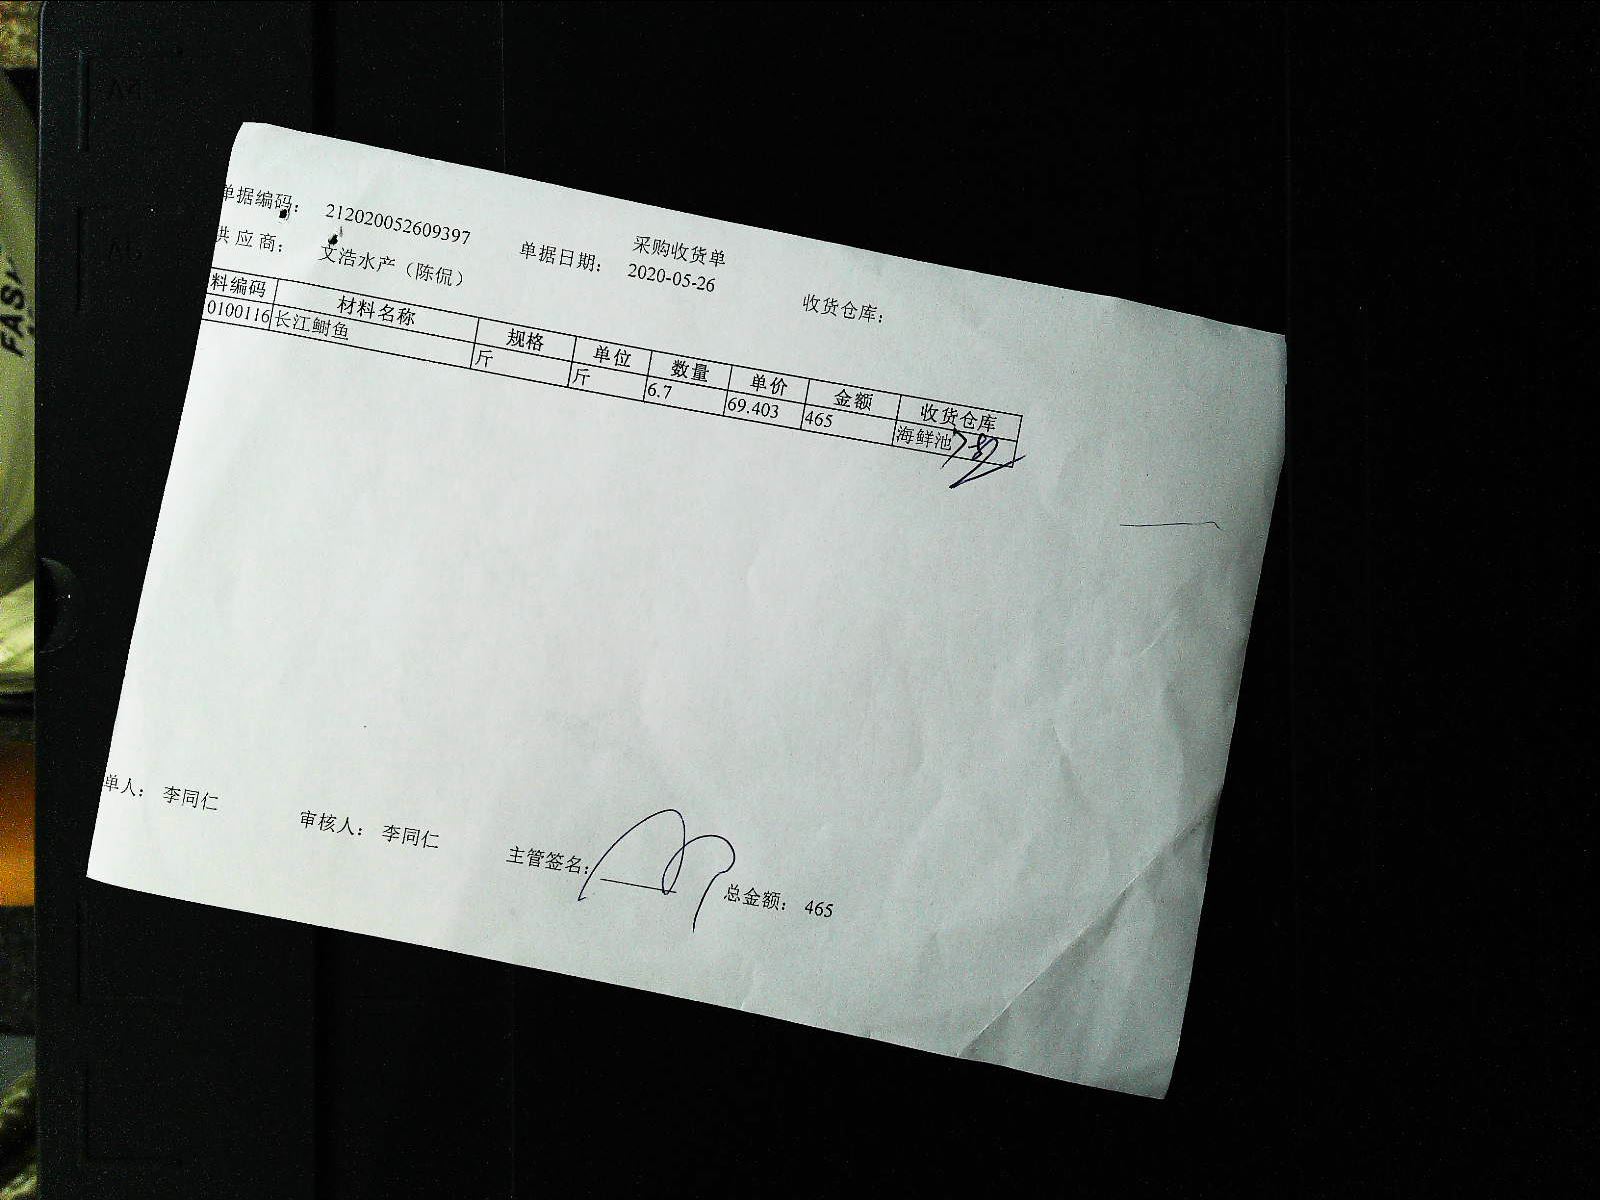 采购收货单
单据编码： 212020052609397 单据日期： 2020-05-26 收货仓库：
供应商： 文浩水产（陈侃）
料编码 材料名称 规格 单位 数量 单价 金额 收货仓库
0100116 长江鲥鱼 斤 斤 6.7 69.403 465 海鲜池
单人： 李同仁 审核人： 李同仁 主管签名： 总金额： 465
FAS
A4